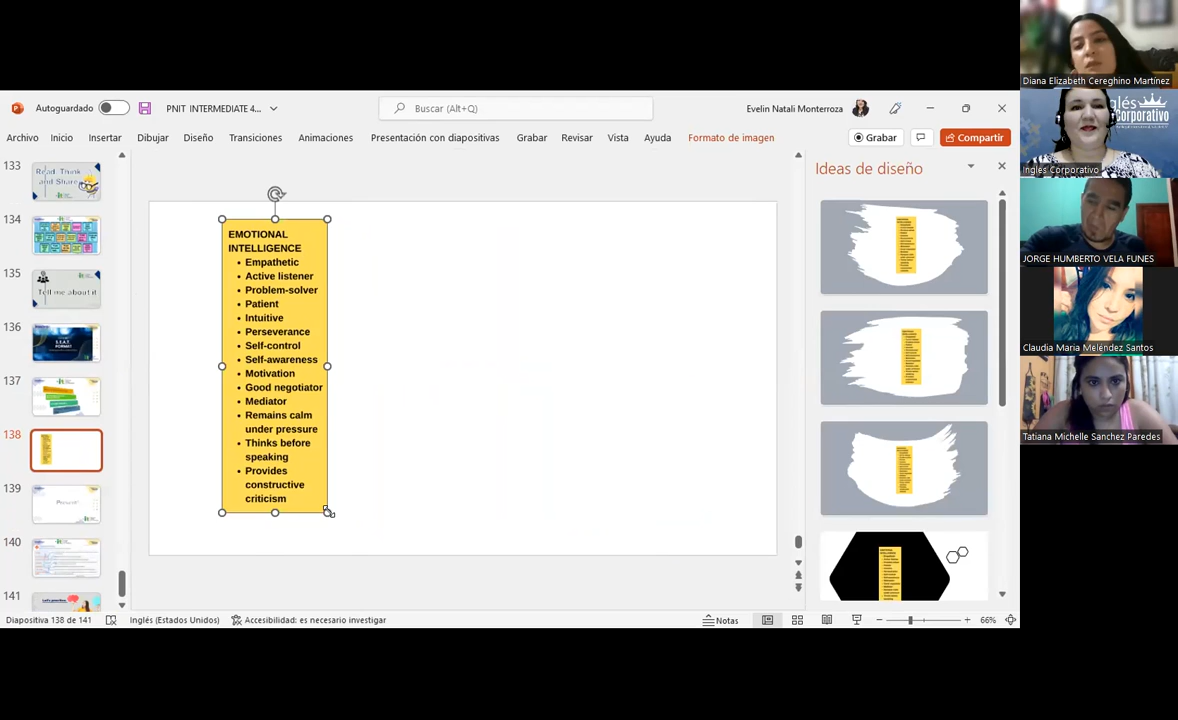 Autoguardado
PNIT INTERMEDIATE 4...
Buscar (Alt+Q)
Evelin Natali Monterroza
Archivo Inicio Insertar Dibujar Diseño Transiciones Animaciones Presentación con diapositivas Grabar Revisar Vista Ayuda Formato de imagen
Grabar
Compartir
133
Read, Think
and Share
134
135
Tell me about it
136
137
138
139
140
141
EMOTIONAL
INTELLIGENCE
• Empathetic
• Active listener
• Problem-solver
• Patient
• Intuitive
• Perseverance
• Self-control
• Self-awareness
• Motivation
• Good negotiator
• Mediator
• Remains calm
under pressure
• Thinks before
speaking
• Provides
constructive
criticism
Ideas de diseño
Diapositiva 138 de 141
Inglés (Estados Unidos)
Accesibilidad: es necesario investigar
Notas
66%
Diana Elizabeth Cereghino Martínez
Corporativo
Inglés Corporativo
JORGE HUMBERTO VELA FUNES
Claudia Maria Meléndez Santos
Tatiana Michelle Sanchez Paredes